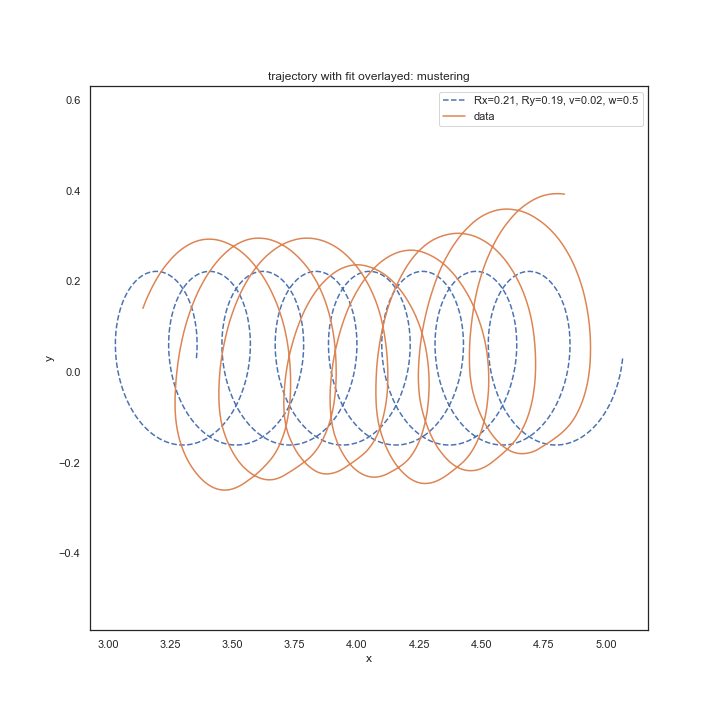 trajectory with fit overlayed: mustering
Rx=0.21, Ry=0.19, v=0.02, w=0.5
data
0.6
0.4
0.2
0.0
−0.2
−0.4
y
3.00 3.25 3.50 3.75 4.00 4.25 4.50 4.75 5.00
x